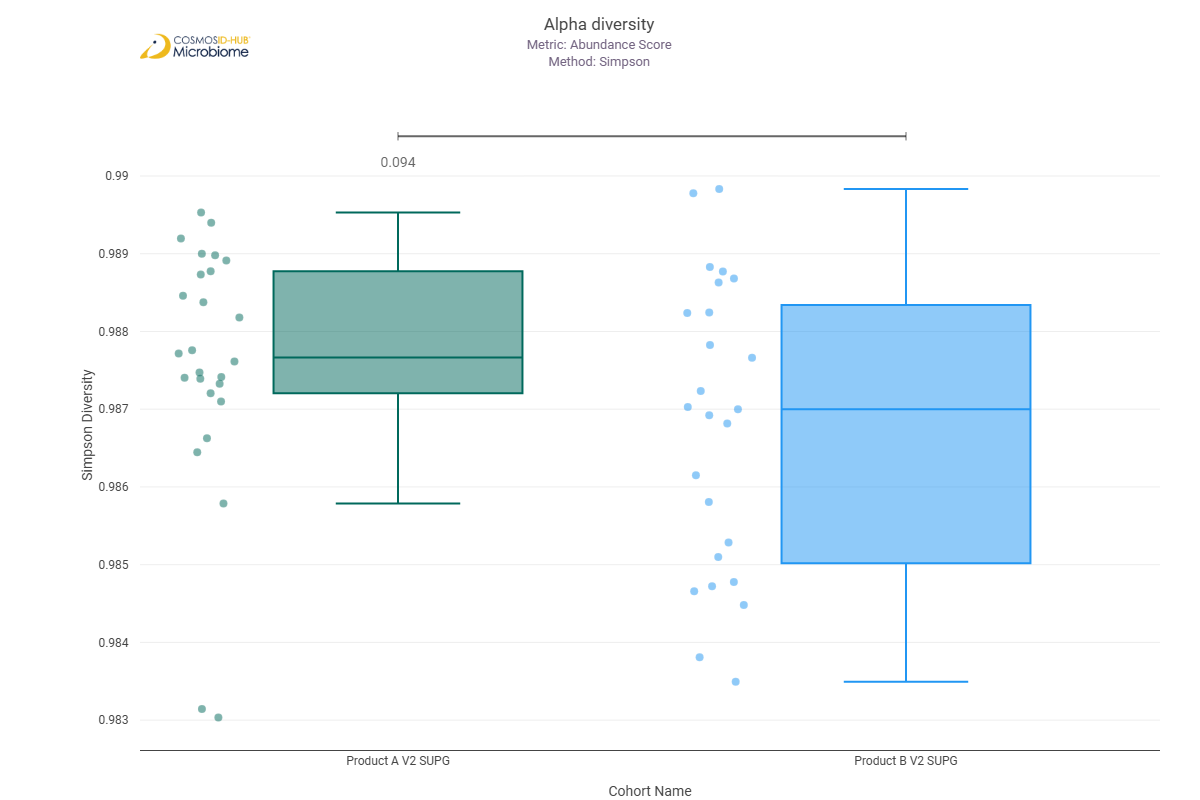 Alpha diversity
COSMOSID-HUB
Microbiome
Metric: Abundance Score
Method: Simpson
0.094
0.99
0.989
0.988
0.987
0.986
0.985
0.984
0.983
Simpson Diversity
Product A V2 SUPG
Product B V2 SUPG
Cohort Name